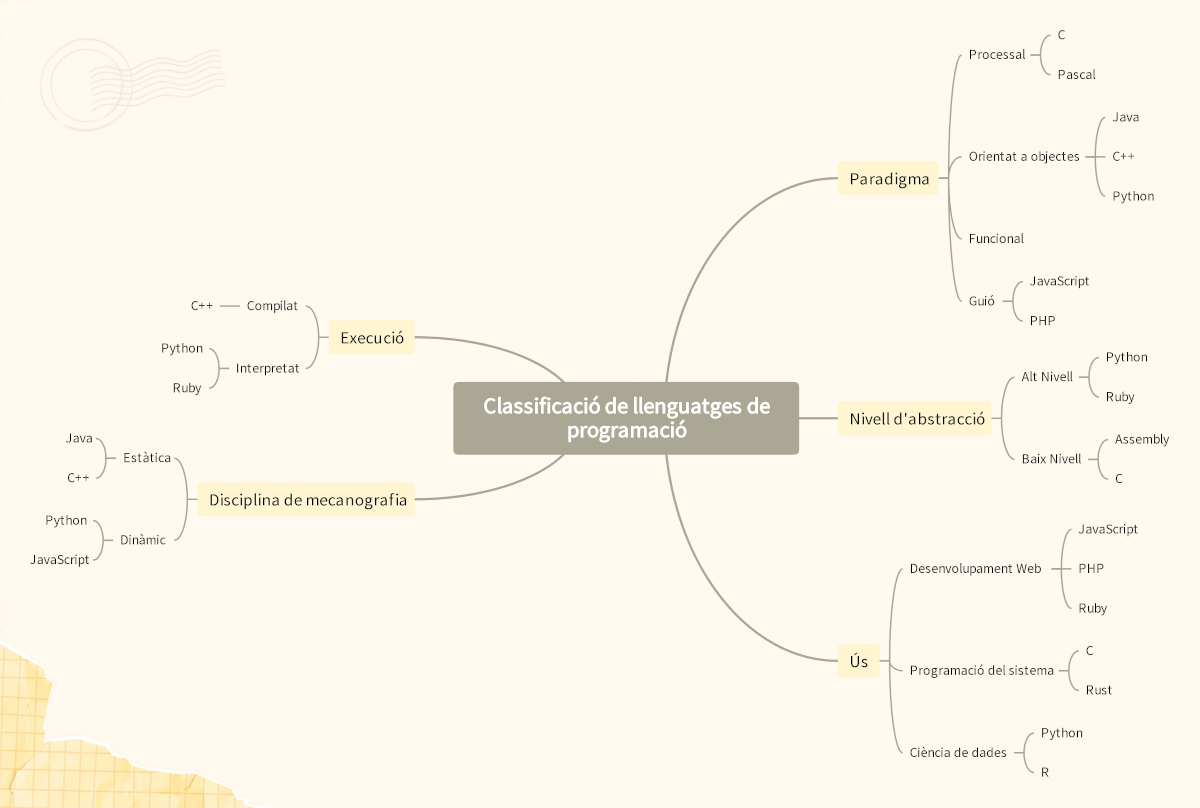 Classificació de llenguatges de
programació
Paradigma
Processal
C
Pascal
Orientat a objectes
Java
C++
Python
Funcional
Guió
JavaScript
PHP
Nivell d'abstracció
Alt Nivell
Python
Ruby
Baix Nivell
Assembly
C
Ús
Desenvolupament Web
JavaScript
PHP
Ruby
Programació del sistema
C
Rust
Ciència de dades
Python
R
Execució
Compilat
C++
Interpretat
Python
Ruby
Disciplina de mecanografia
Estàtica
Java
C++
Dinàmic
Python
JavaScript